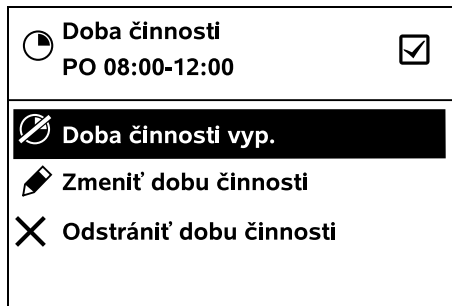 Doba činnosti
PO 08:00-12:00
Doba činnosti vyp.
Zmeniť dobu činnosti
Odstrániť dobu činnosti